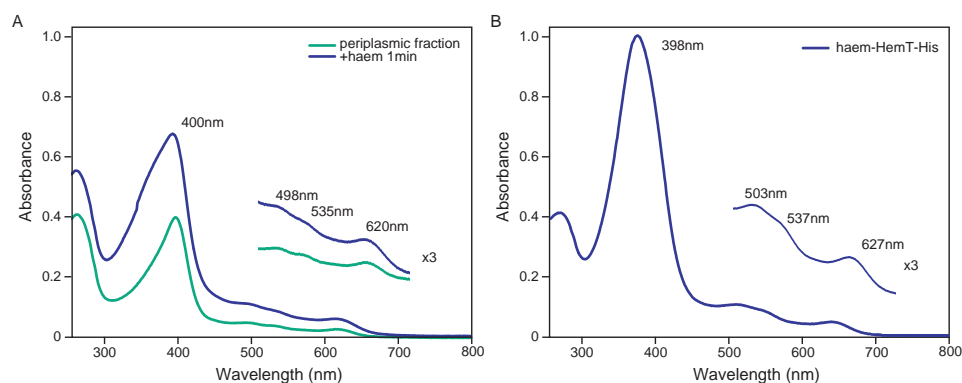 A
Absorbance
1.0
0.8
0.6
0.4
0.2
0
periplasmic fraction
+haem 1min
400nm
498nm
535nm
620nm
x3
300 400 500 600 700 800
Wavelength (nm)
B
Absorbance
1.0
0.8
0.6
0.4
0.2
0
haem-HemT-His
398nm
503nm
537nm
627nm
x3
300 400 500 600 700 800
Wavelength (nm)